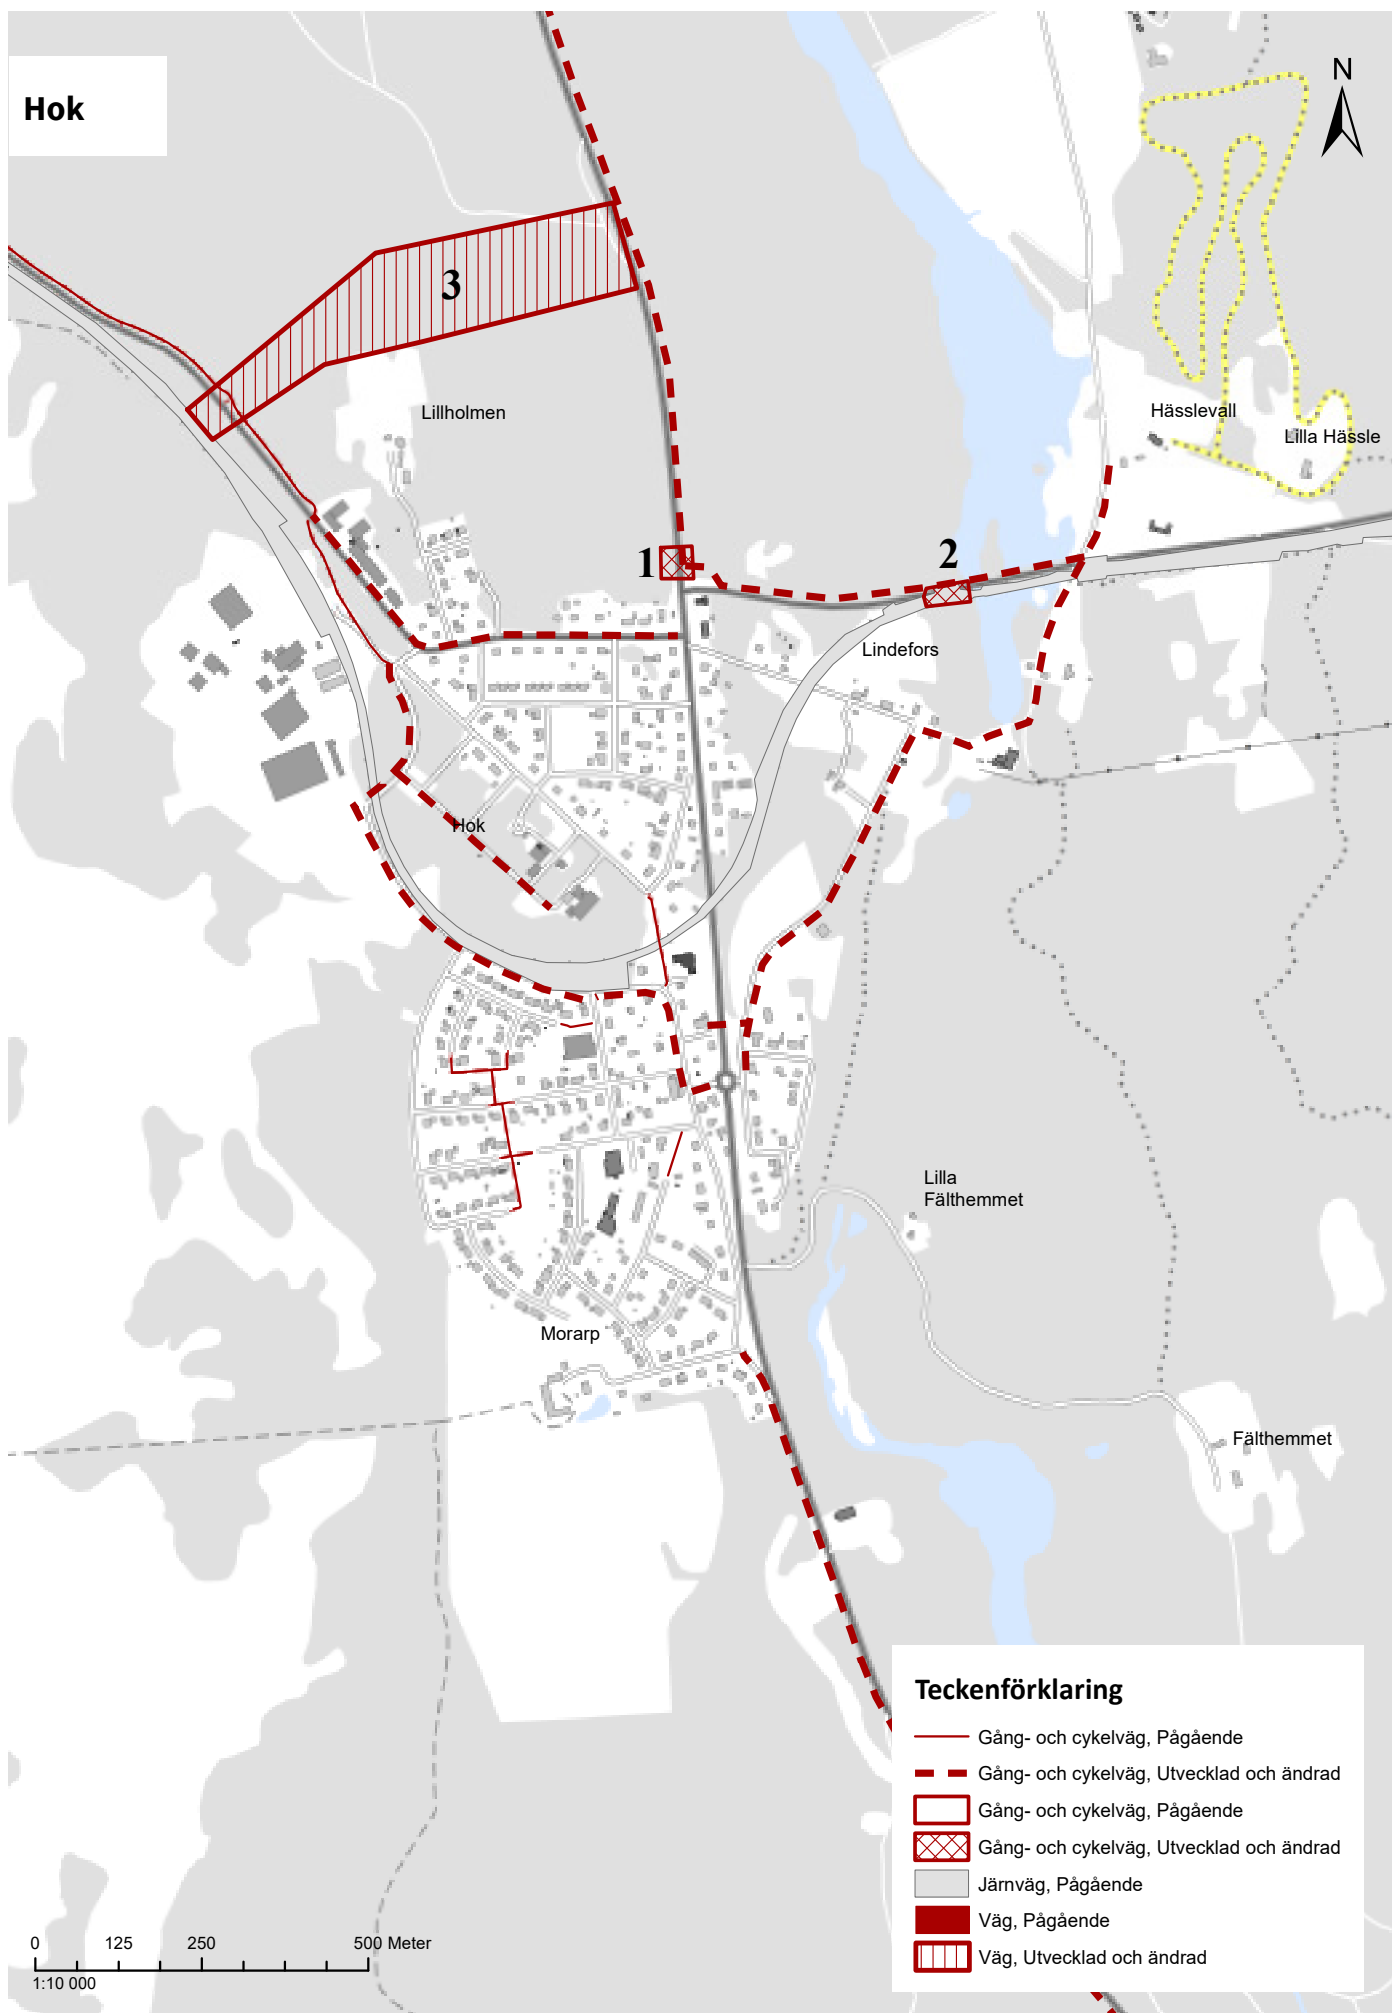 Hok
N
3
Lillholmen
Hässlevall
Lilla Hässle
1
2
Lindefors
Hok
Lilla
Fälthemmet
Morarp
Fälthemmet
Teckenförklaring
Gång- och cykelväg, Pågående
Gång- och cykelväg, Utvecklad och ändrad
Gång- och cykelväg, Pågående
Gång- och cykelväg, Utvecklad och ändrad
Järnväg, Pågående
Väg, Pågående
Väg, Utvecklad och ändrad
0 125 250 500 Meter
1:10 000